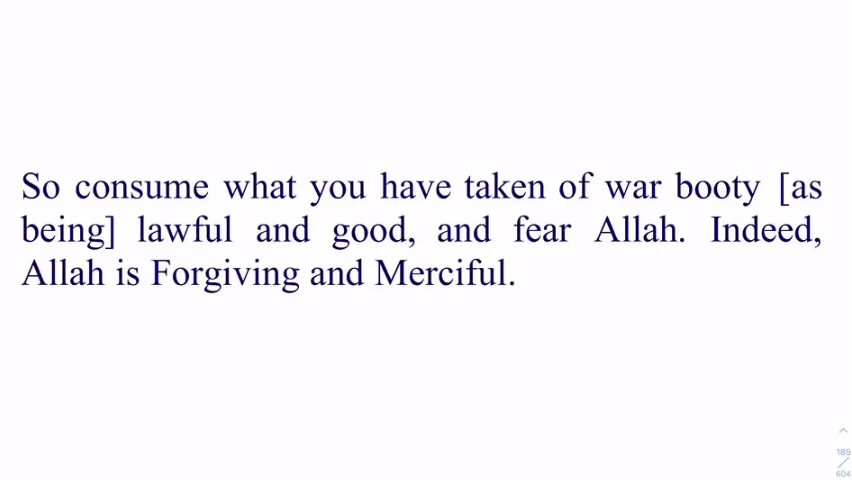 So consume what you have taken of war booty [as
being] lawful and good, and fear Allah. Indeed,
Allah is Forgiving and Merciful.
185
604